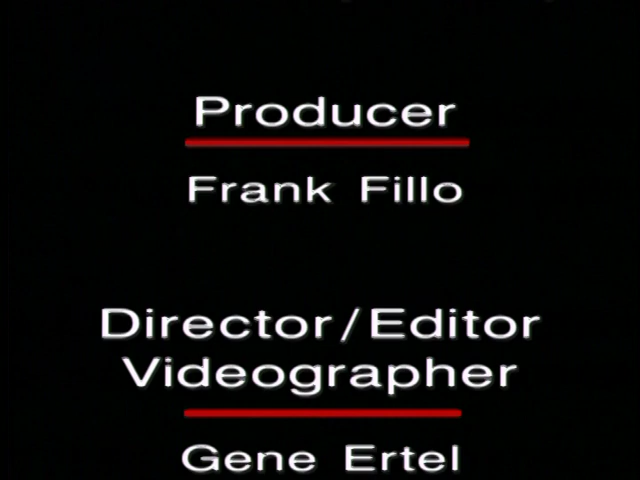 Producer
Frank Fillo
Director/Editor
Videographer
Gene Ertel